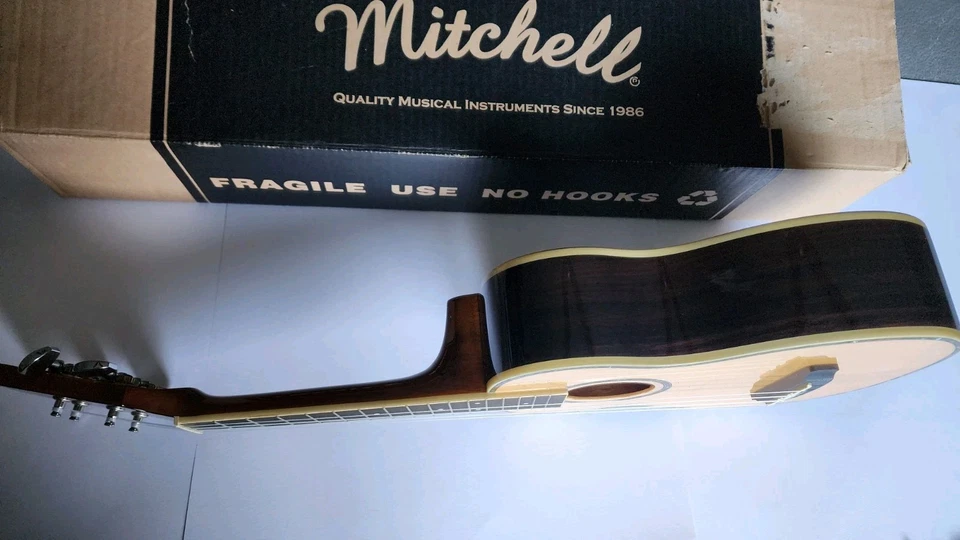 Mitchell®
QUALITY MUSICAL INSTRUMENTS SINCE 1986
FRAGILE USE NO HOOKS